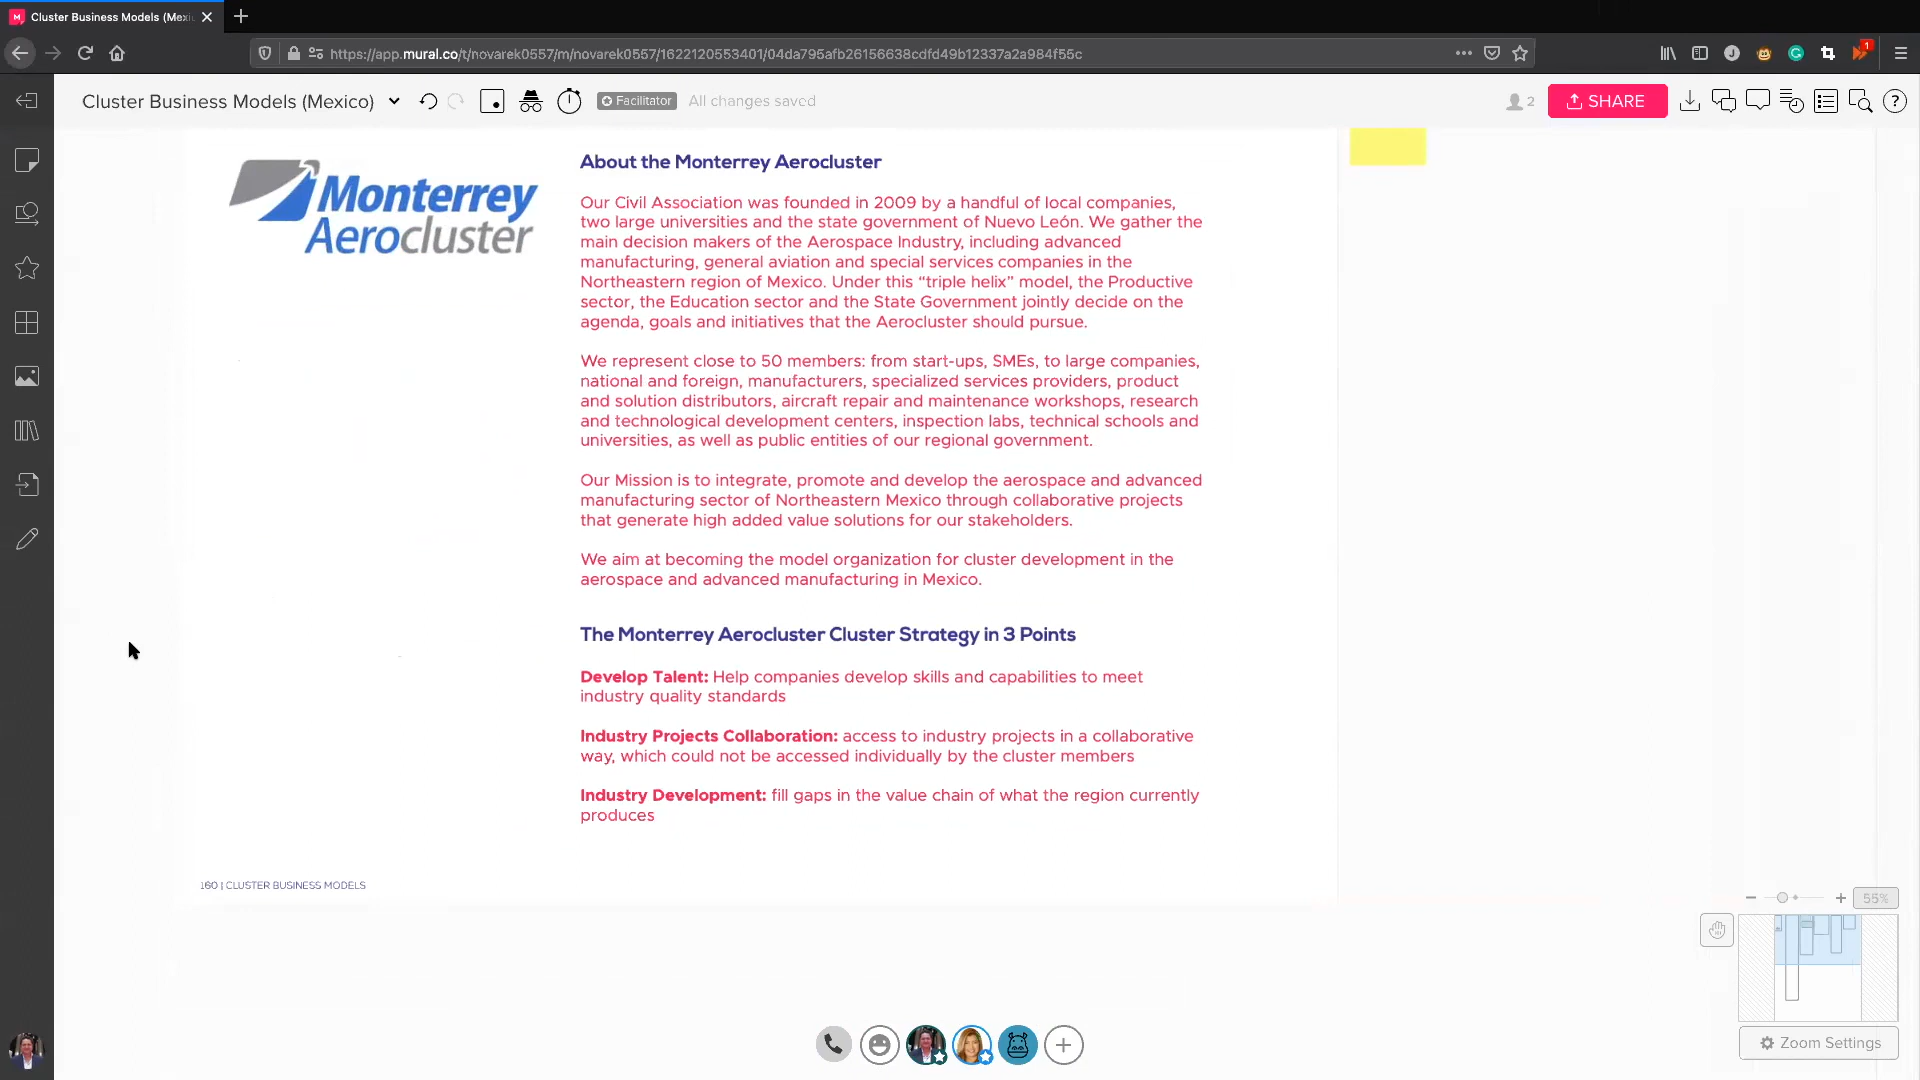 Cluster Business Models (Mexi
https://app.mural.co/t/novarek0557/m/novarek0557/1622120553401/04da795afb26156638cdfd49b12337a2a984f55c
1
Cluster Business Models (Mexico)
Facilitator
All changes saved
2
SHARE
Monterrey
Aerocluster
About the Monterrey Aerocluster
Our Civil Association was founded in 2009 by a handful of local companies,
two large universities and the state government of Nuevo León. We gather the
main decision makers of the Aerospace Industry, including advanced
manufacturing, general aviation and special services companies in the
Northeastern region of Mexico. Under this “triple helix” model, the Productive
sector, the Education sector and the State Government jointly decide on the
agenda, goals and initiatives that the Aerocluster should pursue.
We represent close to 50 members: from start-ups, SMEs, to large companies,
national and foreign, manufacturers, specialized services providers, product
and solution distributors, aircraft repair and maintenance workshops, research
and technological development centers, inspection labs, technical schools and
universities, as well as public entities of our regional government.
Our Mission is to integrate, promote and develop the aerospace and advanced
manufacturing sector of Northeastern Mexico through collaborative projects
that generate high added value solutions for our stakeholders.
We aim at becoming the model organization for cluster development in the
aerospace and advanced manufacturing in Mexico.
The Monterrey Aerocluster Cluster Strategy in 3 Points
Develop Talent: Help companies develop skills and capabilities to meet
industry quality standards
Industry Projects Collaboration: access to industry projects in a collaborative
way, which could not be accessed individually by the cluster members
Industry Development: fill gaps in the value chain of what the region currently
produces
160 | CLUSTER BUSINESS MODELS
55%
Zoom Settings